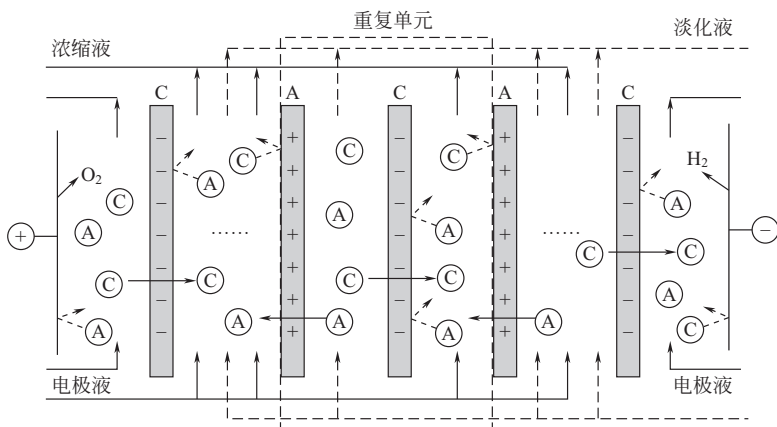 重复单元
浓缩液
淡化液
C A C A C
− + − + −
− + C − + −
− C + − C + − H₂
O₂ − A + − + − A
C − + A − A + −
+ A − …… + − + …… − −
− + − + C − C
C − C + C − C + − A
− + − + −
A − A + A − A + A − C
− + − A + −
电极液
电极液